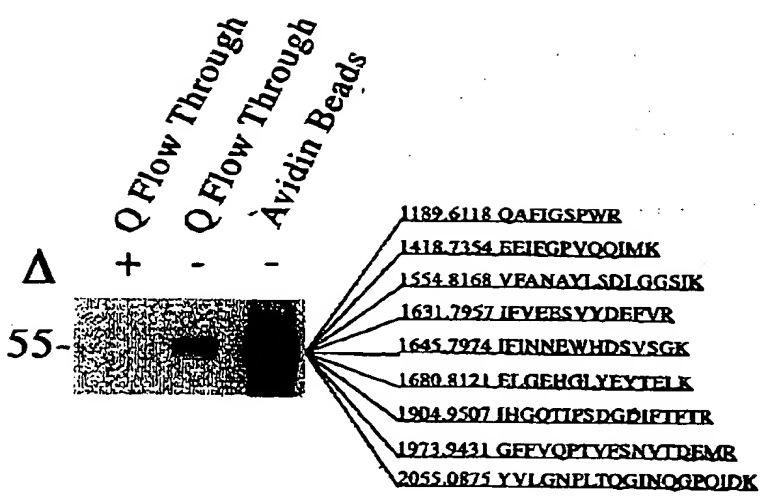 Q Flow Through
Q Flow Through
Avidin Beads
Δ + - -
55-
1189.6118 QAFIGSPWR
1418.7354 EEIFGPVQQIMK
1554.8168 VFANAYLSDLGGSIK
1631.7957 IFVEESVYDEFVR
1645.7974 IFINNEWHDSVSGK
1680.8121 ELGEHGLYEYTELK
1904.9507 IHGQTIPSDGDIFTFTR
1973.9431 GFFVQPTVFSNVTDEMR
2055.0875 YVLGNPLTQGINQGPQIDK